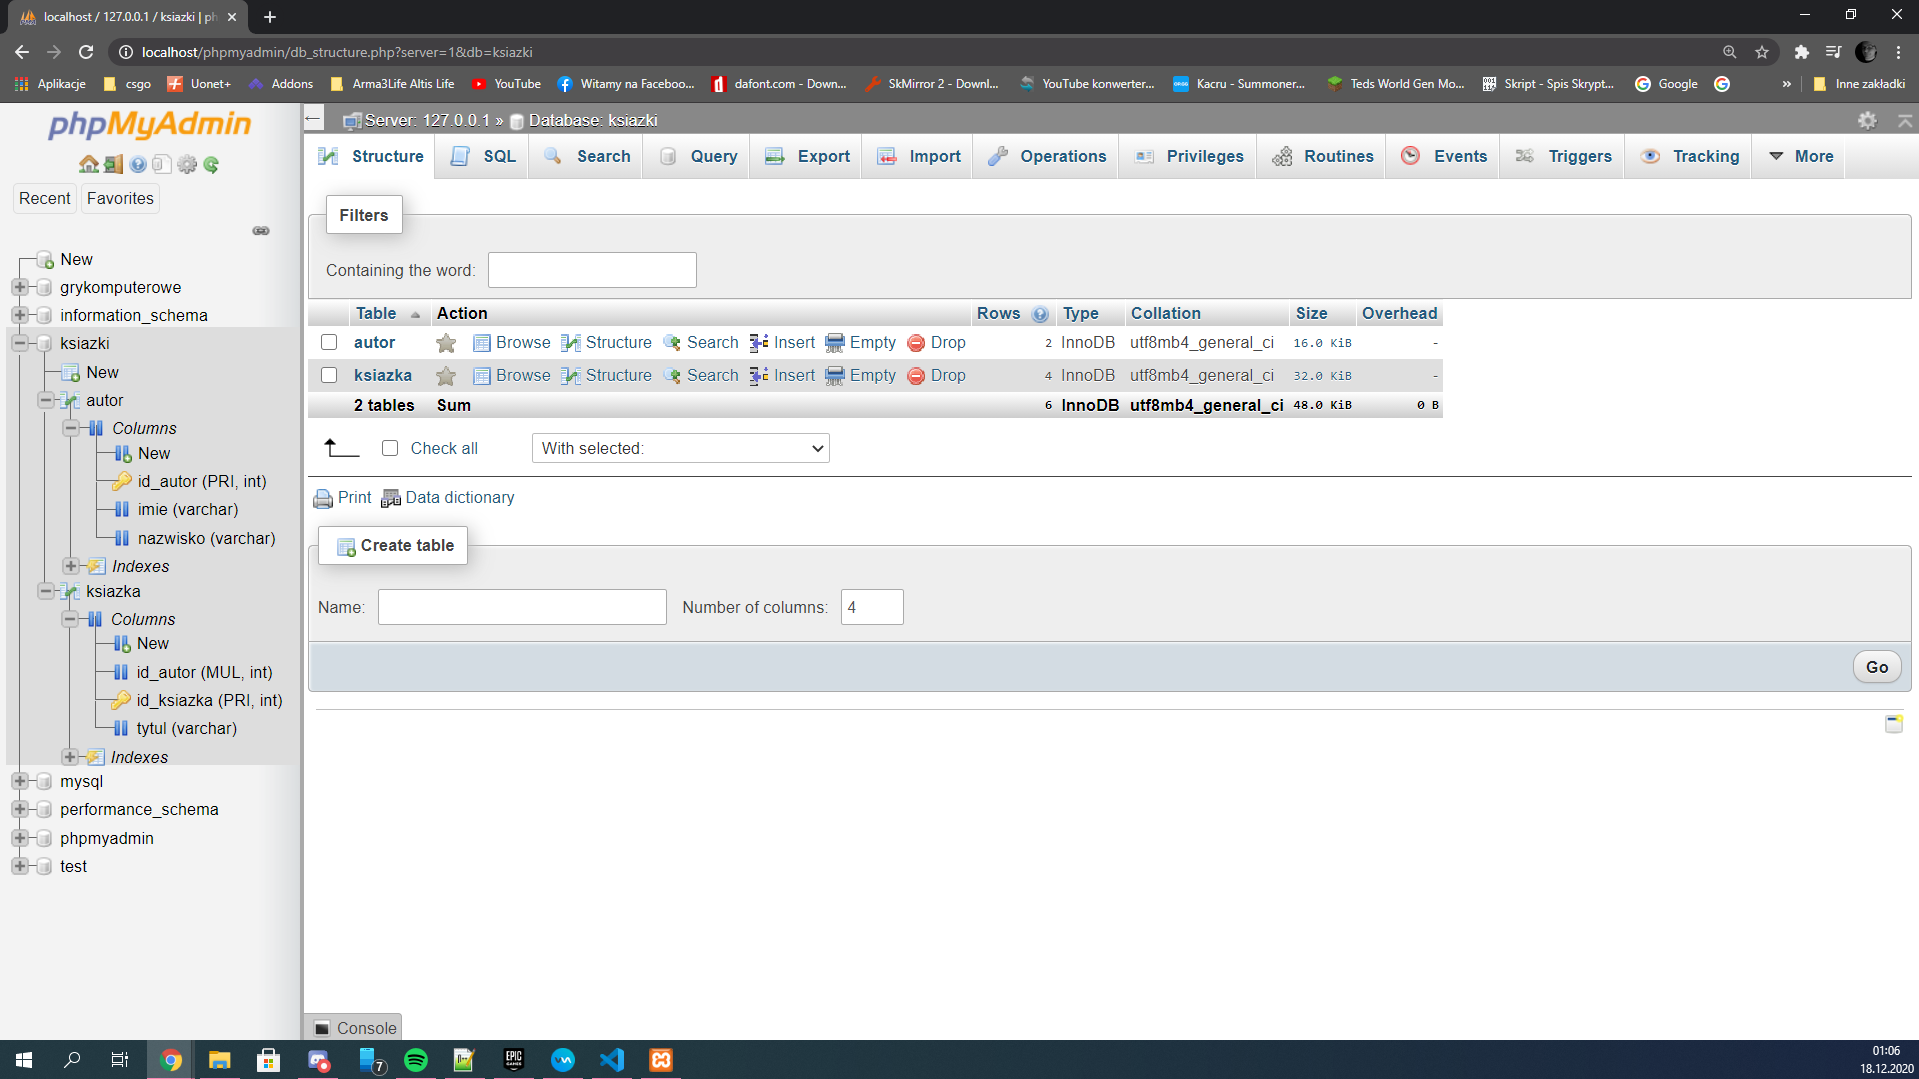 localhost / 127.0.0.1 / ksiazki | ph
localhost/phpmyadmin/db_structure.php?server=1&db=ksiazki
Aplikacje csgo Uonet+ Addons Arma3Life Altis Life YouTube Witamy na Faceboo... dafont.com - Down... SkMirror 2 - Downl... YouTube konwerter... Kacru - Summoner... Teds World Gen Mo... Skript - Spis Skrypt... Google » Inne zakładki
phpMyAdmin
Recent Favorites
New
grykomputerowe
information_schema
ksiazki
New
autor
Columns
New
id_autor (PRI, int)
imie (varchar)
nazwisko (varchar)
Indexes
ksiazka
Columns
New
id_autor (MUL, int)
id_ksiazka (PRI, int)
tytul (varchar)
Indexes
mysql
performance_schema
phpmyadmin
test
Server: 127.0.0.1 » Database: ksiazki
Structure SQL Search Query Export Import Operations Privileges Routines Events Triggers Tracking More
Filters
Containing the word:
Table Action Rows Type Collation Size Overhead
autor Browse Structure Search Insert Empty Drop 2 InnoDB utf8mb4_general_ci 16.0 KiB -
ksiazka Browse Structure Search Insert Empty Drop 4 InnoDB utf8mb4_general_ci 32.0 KiB -
2 tables Sum 6 InnoDB utf8mb4_general_ci 48.0 KiB 0 B
Check all With selected:
Print Data dictionary
Create table
Name: Number of columns: 4
Go
Console
7 EPIC GAMES
01:06
18.12.2020